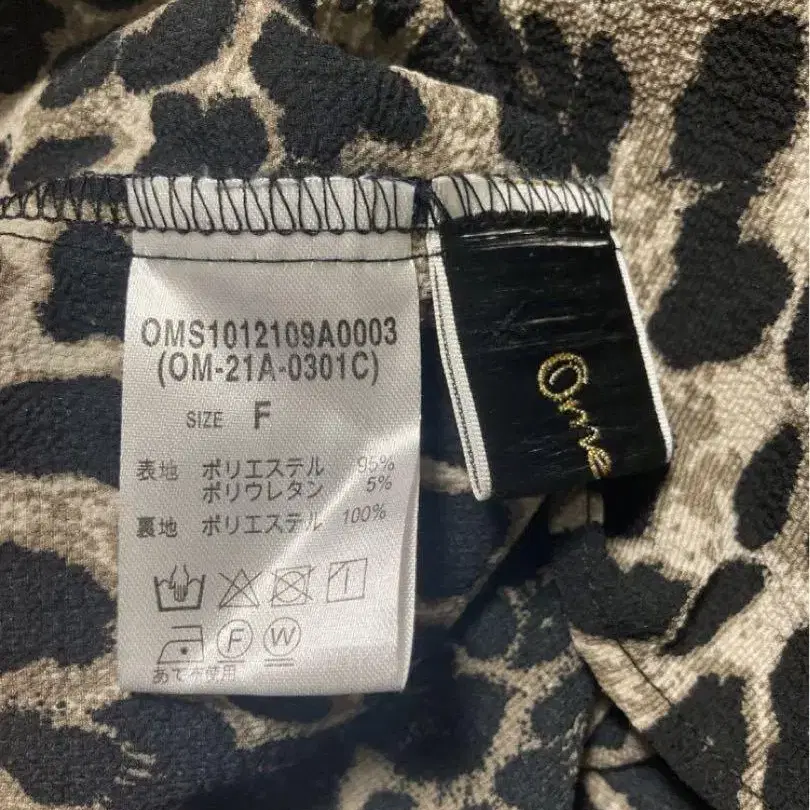 OMS1012109A0003
(OM-21A-0301C)
SIZE F
表地 ポリエステル 95%
ポリウレタン 5%
裏地 ポリエステル 100%
F W
あて布使用